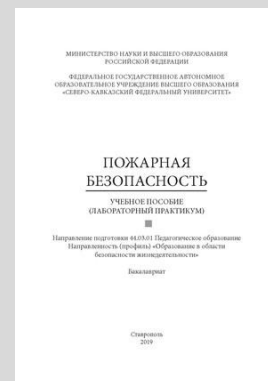 МИНИСТЕРСТВО НАУКИ И ВЫСШЕГО ОБРАЗОВАНИЯ
РОССИЙСКОЙ ФЕДЕРАЦИИ
ФЕДЕРАЛЬНОЕ ГОСУДАРСТВЕННОЕ АВТОНОМНОЕ
ОБРАЗОВАТЕЛЬНОЕ УЧРЕЖДЕНИЕ ВЫСШЕГО ОБРАЗОВАНИЯ
«СЕВЕРО-КАВКАЗСКИЙ ФЕДЕРАЛЬНЫЙ УНИВЕРСИТЕТ»
ПОЖАРНАЯ
БЕЗОПАСНОСТЬ
УЧЕБНОЕ ПОСОБИЕ
(ЛАБОРАТОРНЫЙ ПРАКТИКУМ)
Направление подготовки 44.03.01 Педагогическое образование
Направленность (профиль) «Образование в области
безопасности жизнедеятельности»
Бакалавриат
Ставрополь
2019